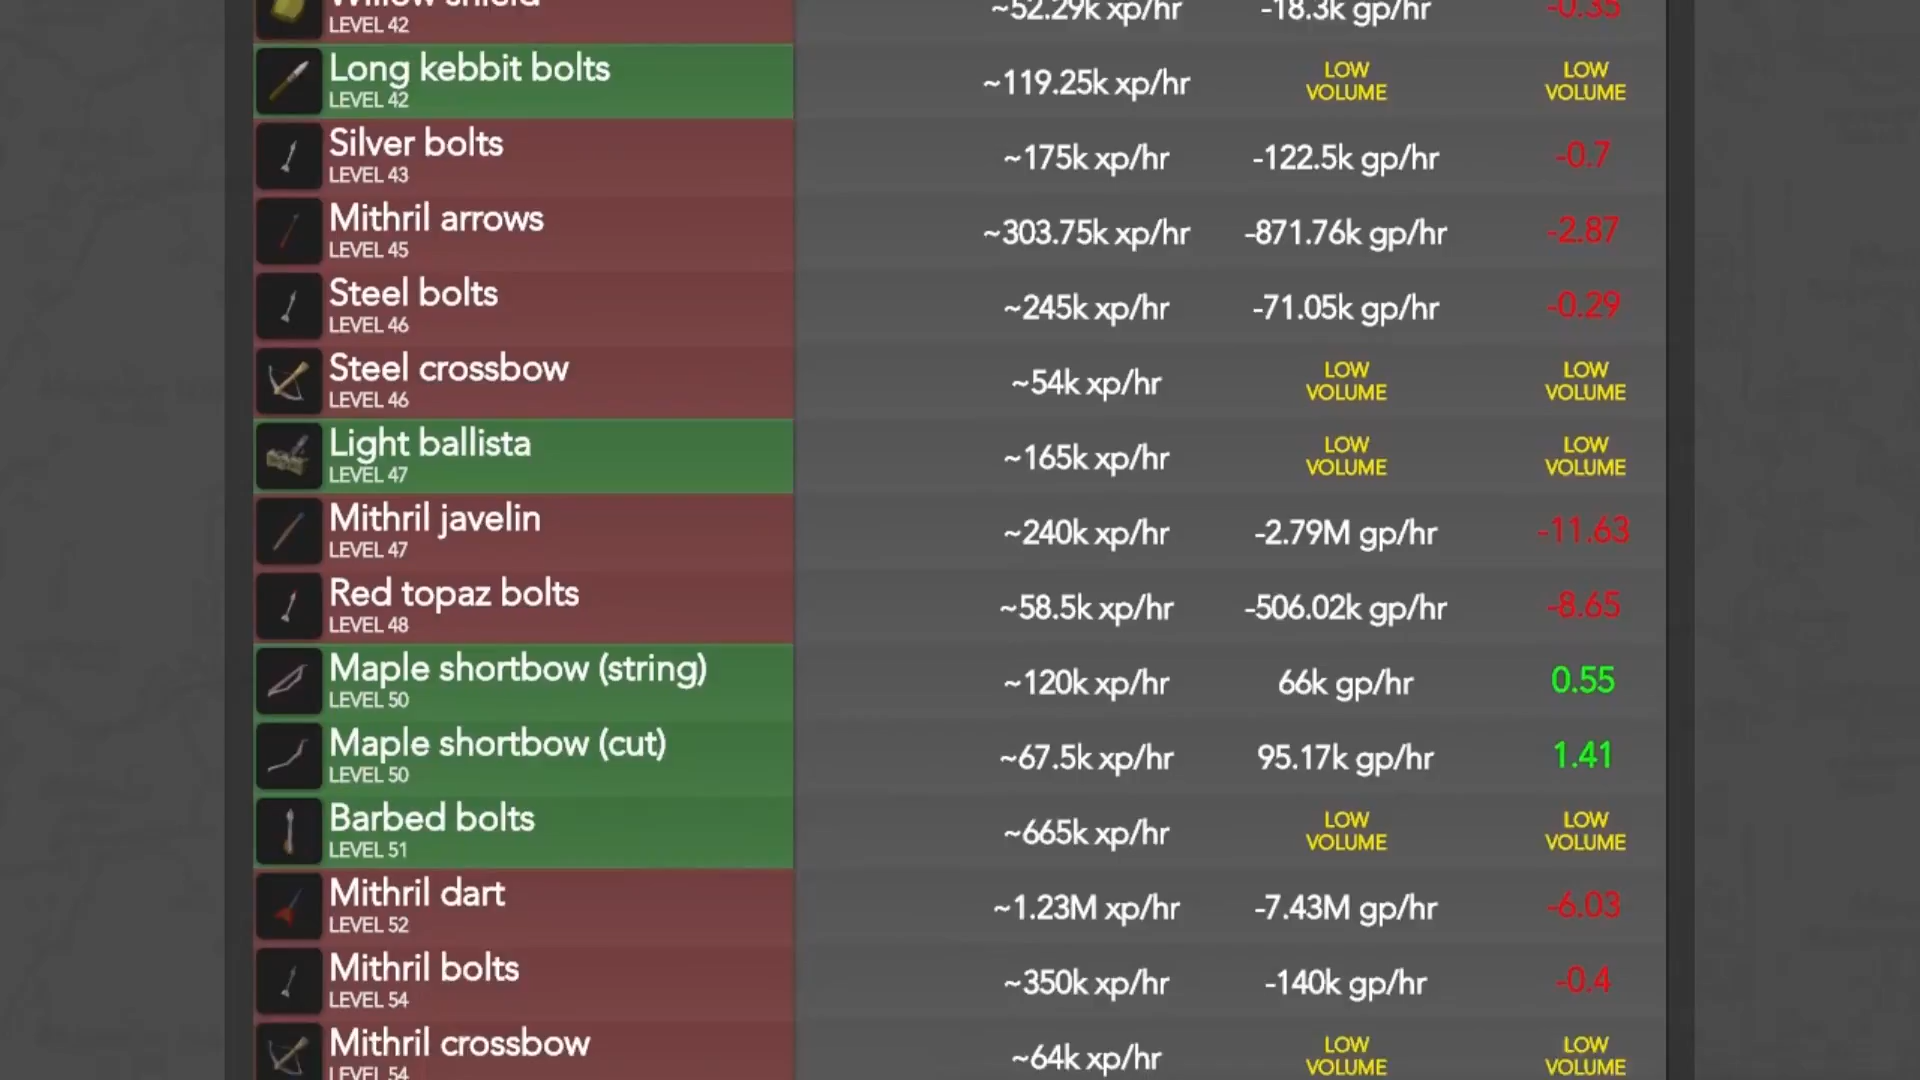 Willow shield
LEVEL 42
~52.29k xp/hr
-18.3k gp/hr
-0.35
Long kebbit bolts
LEVEL 42
~119.25k xp/hr
LOW
VOLUME
LOW
VOLUME
Silver bolts
LEVEL 43
~175k xp/hr
-122.5k gp/hr
-0.7
Mithril arrows
LEVEL 45
~303.75k xp/hr
-871.76k gp/hr
-2.87
Steel bolts
LEVEL 46
~245k xp/hr
-71.05k gp/hr
-0.29
Steel crossbow
LEVEL 46
~54k xp/hr
LOW
VOLUME
LOW
VOLUME
Light ballista
LEVEL 47
~165k xp/hr
LOW
VOLUME
LOW
VOLUME
Mithril javelin
LEVEL 47
~240k xp/hr
-2.79M gp/hr
-11.63
Red topaz bolts
LEVEL 48
~58.5k xp/hr
-506.02k gp/hr
-8.65
Maple shortbow (string)
LEVEL 50
~120k xp/hr
66k gp/hr
0.55
Maple shortbow (cut)
LEVEL 50
~67.5k xp/hr
95.17k gp/hr
1.41
Barbed bolts
LEVEL 51
~665k xp/hr
LOW
VOLUME
LOW
VOLUME
Mithril dart
LEVEL 52
~1.23M xp/hr
-7.43M gp/hr
-6.03
Mithril bolts
LEVEL 54
~350k xp/hr
-140k gp/hr
-0.4
Mithril crossbow
LEVEL 54
~64k xp/hr
LOW
VOLUME
LOW
VOLUME